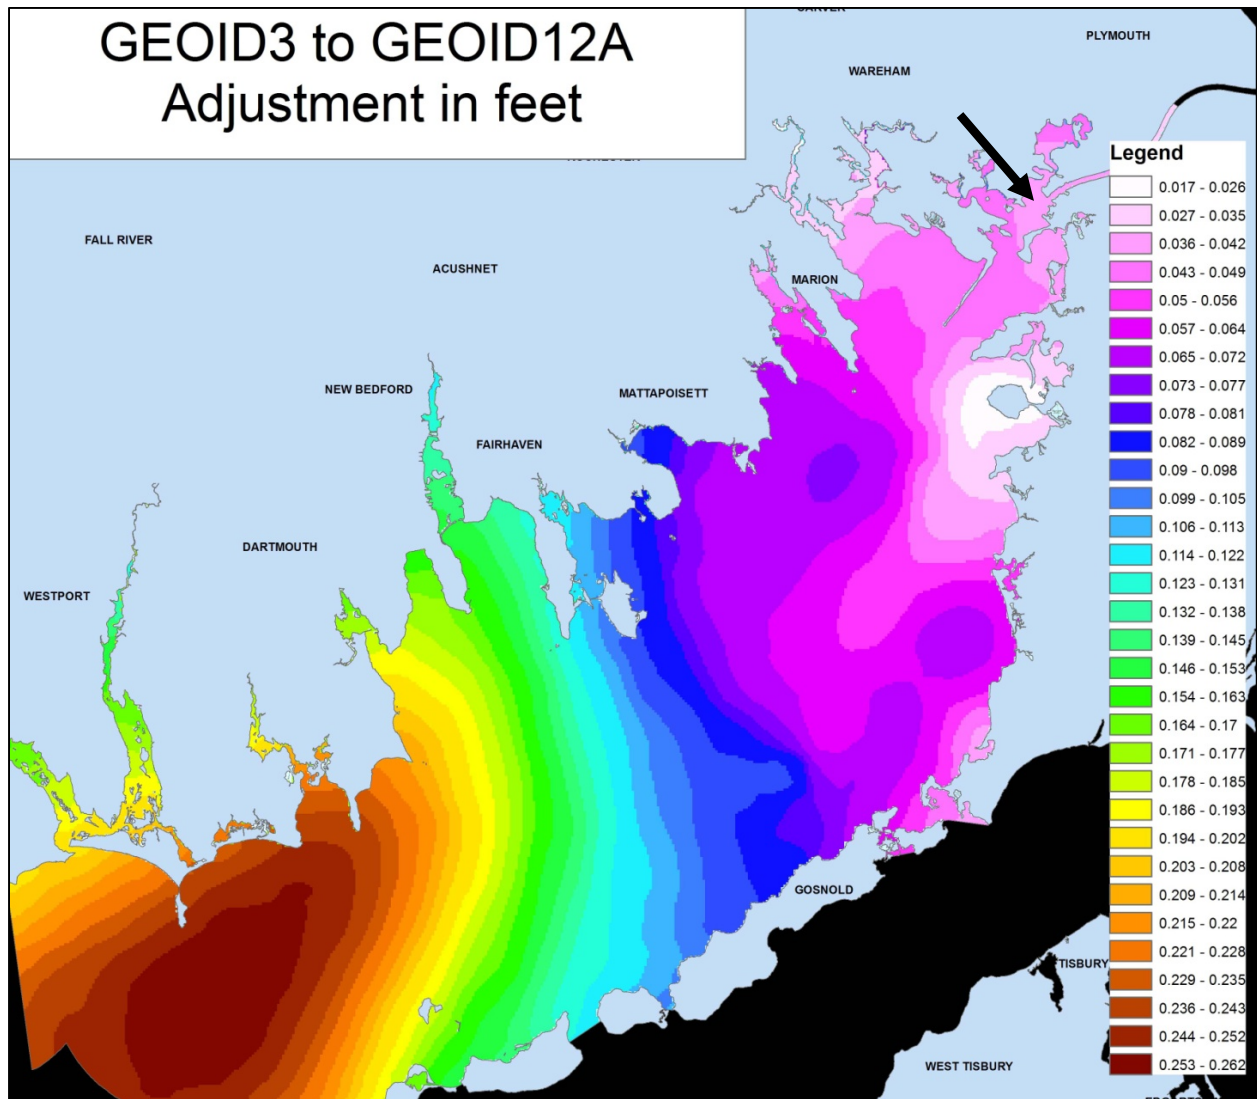 GEOID3 to GEOID12A
Adjustment in feet
PLYMOUTH
WAREHAM
FALL RIVER
ACUSHNET
MARION
NEW BEDFORD
MATTAPOISETT
FAIRHAVEN
DARTMOUTH
WESTPORT
GOSNOLD
TISBURY
WEST TISBURY
Legend
0.017 - 0.026
0.027 - 0.035
0.036 - 0.042
0.043 - 0.049
0.05 - 0.056
0.057 - 0.064
0.065 - 0.072
0.073 - 0.077
0.078 - 0.081
0.082 - 0.089
0.09 - 0.098
0.099 - 0.105
0.106 - 0.113
0.114 - 0.122
0.123 - 0.131
0.132 - 0.138
0.139 - 0.145
0.146 - 0.153
0.154 - 0.163
0.164 - 0.17
0.171 - 0.177
0.178 - 0.185
0.186 - 0.193
0.194 - 0.202
0.203 - 0.208
0.209 - 0.214
0.215 - 0.22
0.221 - 0.228
0.229 - 0.235
0.236 - 0.243
0.244 - 0.252
0.253 - 0.262